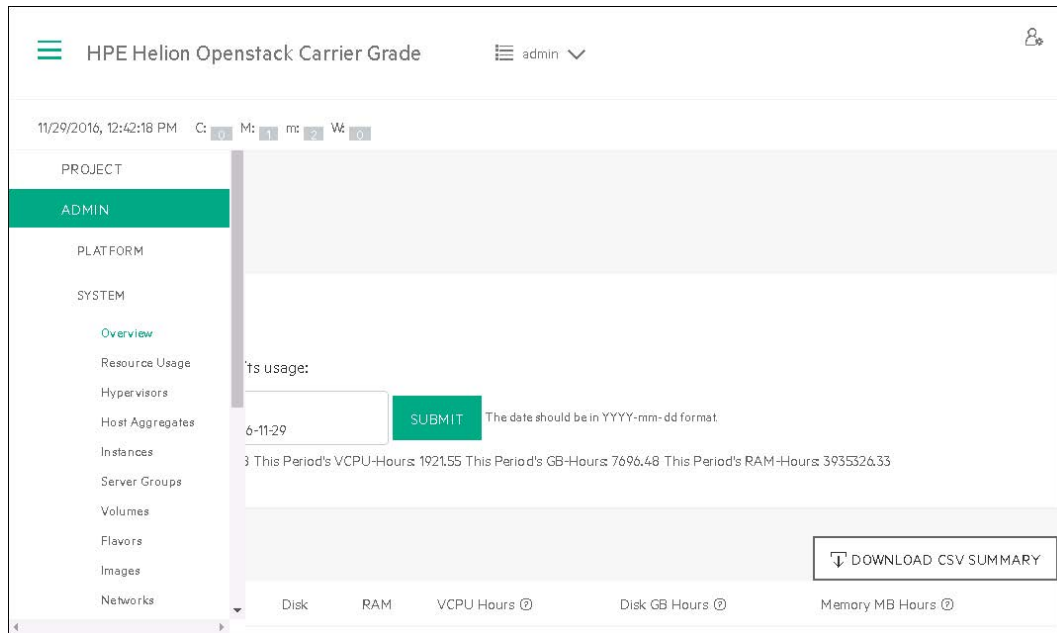 HPE Helion Openstack Carrier Grade
admin
11/29/2016, 12:42:18 PM C: 0 M: 1 m: 2 W: 0
PROJECT
ADMIN
PLATFORM
SYSTEM
Overview
Resource Usage
Hypervisors
Host Aggregates
Instances
Server Groups
Volumes
Flavors
Images
Networks
its usage:
6-11-29
SUBMIT
The date should be in YYYY-mm-dd format.
This Period's VCPU-Hours: 1921.55 This Period's GB-Hours: 7696.48 This Period's RAM-Hours: 3935326.33
DOWNLOAD CSV SUMMARY
Disk RAM VCPU Hours Disk GB Hours Memory MB Hours